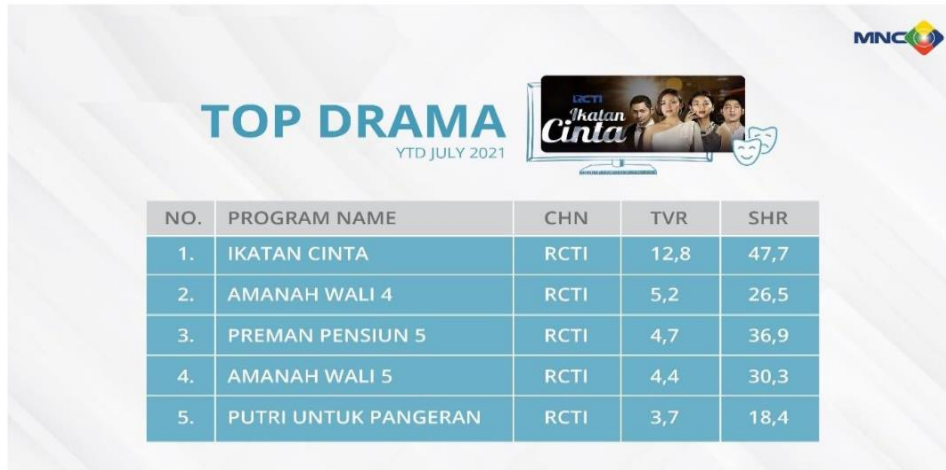 MNC
TOP DRAMA
YTD JULY 2021
RCTI
Ikatan
Cinta
NO. PROGRAM NAME CHN TVR SHR
1. IKATAN CINTA RCTI 12,8 47,7
2. AMANAH WALI 4 RCTI 5,2 26,5
3. PREMAN PENSIUN 5 RCTI 4,7 36,9
4. AMANAH WALI 5 RCTI 4,4 30,3
5. PUTRI UNTUK PANGERAN RCTI 3,7 18,4